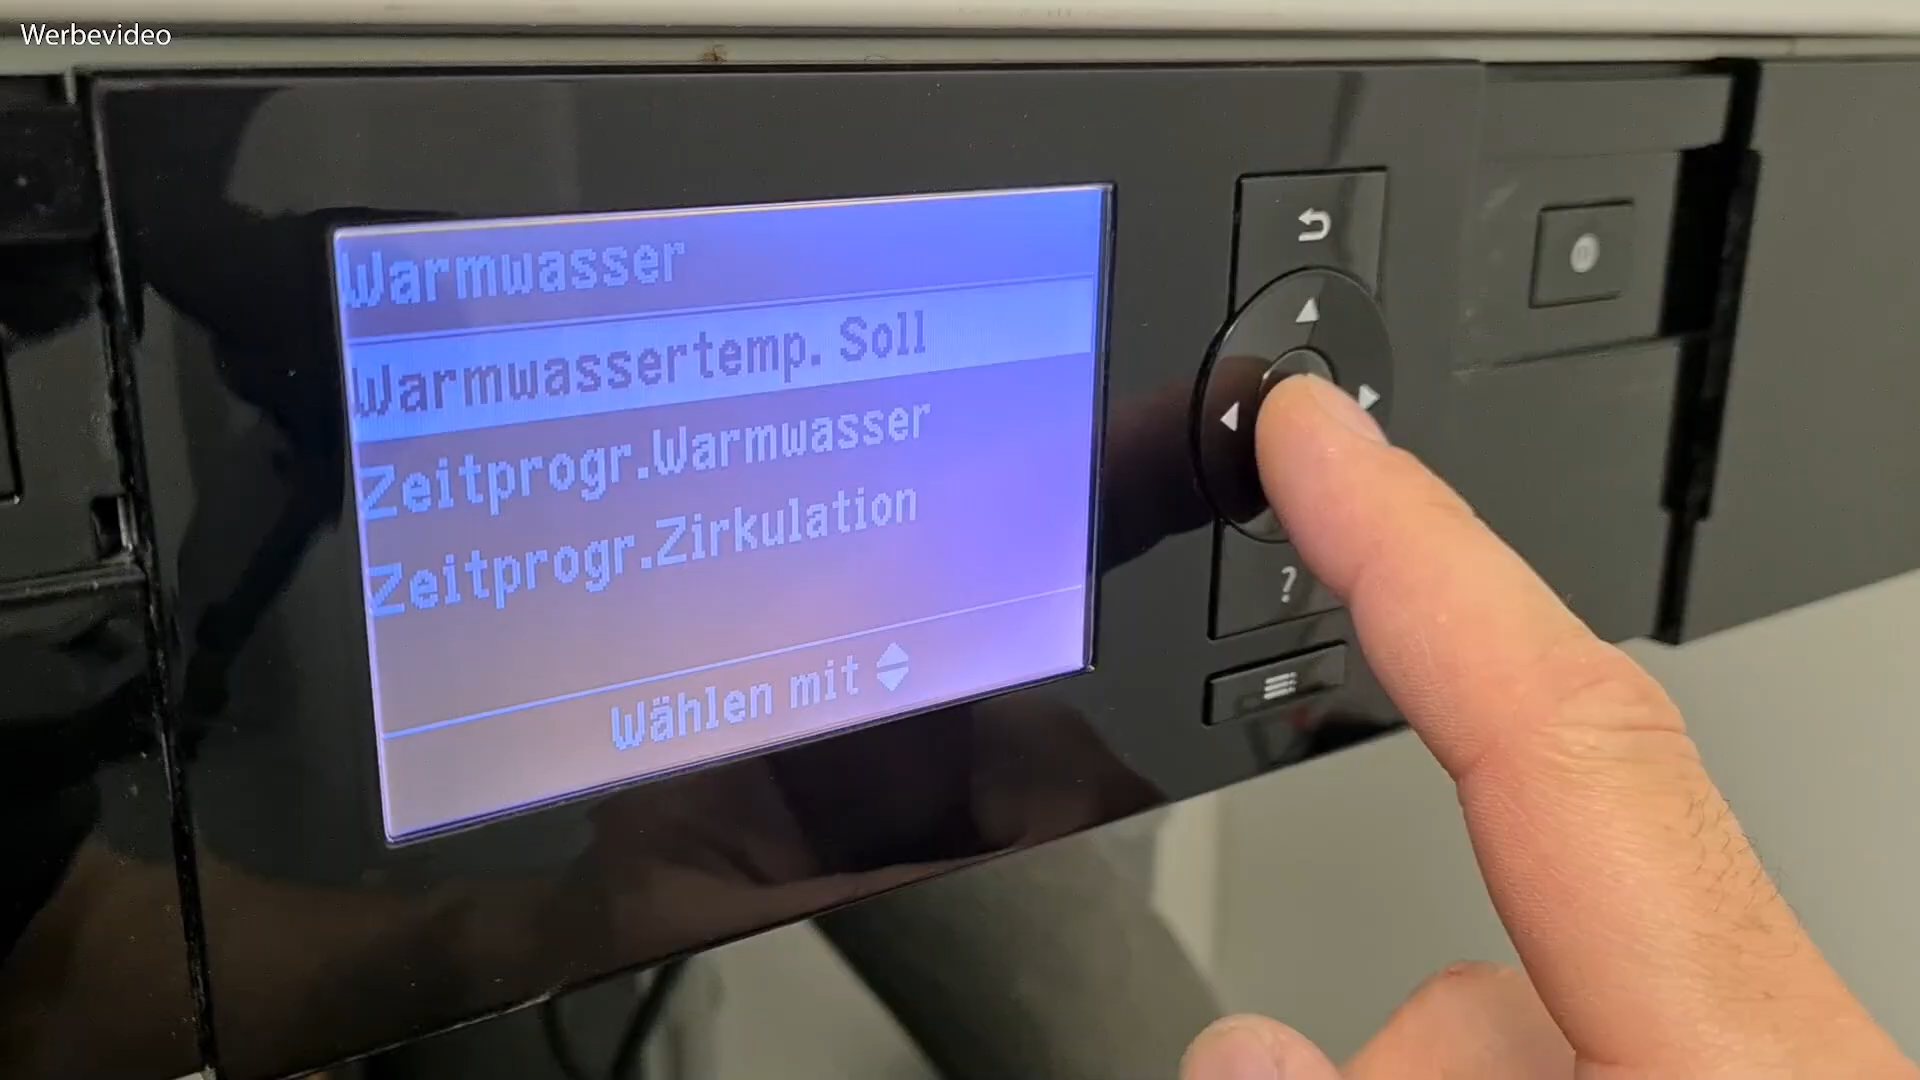 Werbevideo
Warmwasser
Warmwassertemp. Soll
Zeitprogr.Warmwasser
Zeitprogr.Zirkulation
Wählen mit
?